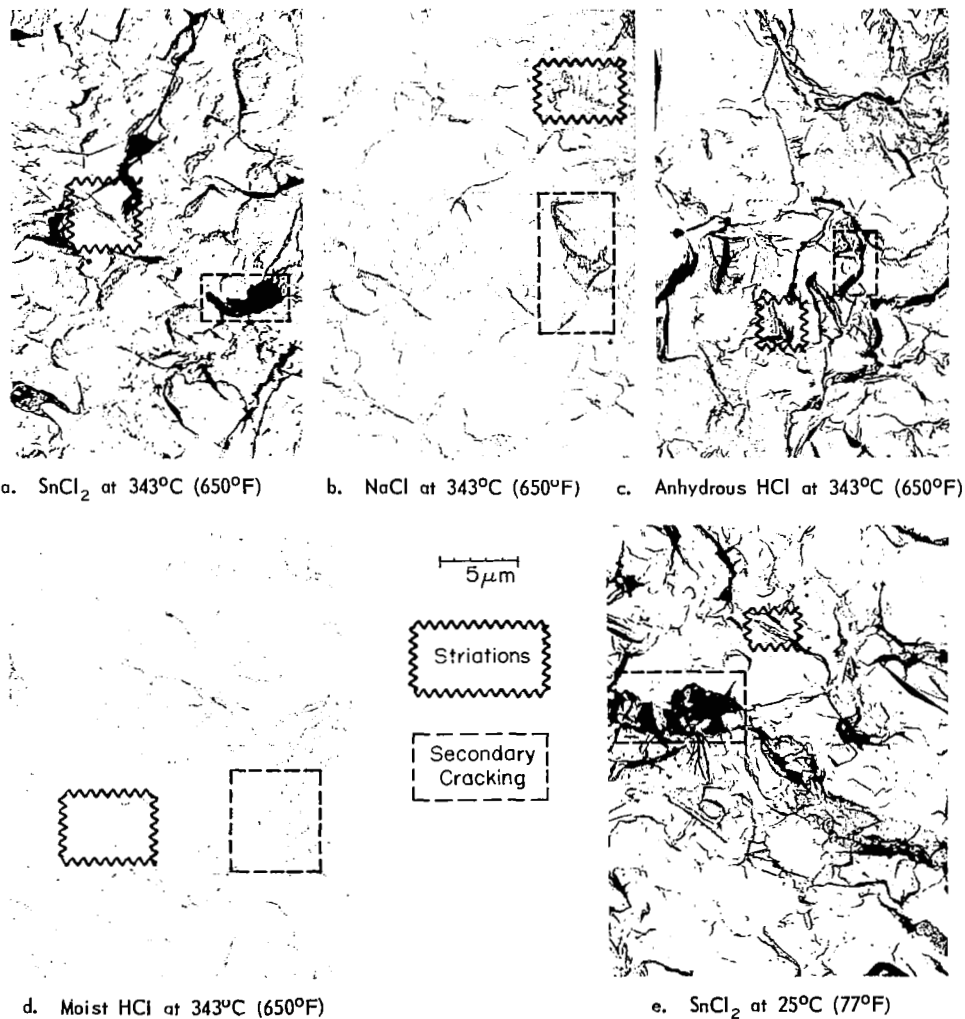 a. SnCl₂ at 343°C (650°F)
b. NaCl at 343°C (650°F)
c. Anhydrous HCl at 343°C (650°F)
5μm
Striations
Secondary
Cracking
d. Moist HCl at 343°C (650°F)
e. SnCl₂ at 25°C (77°F)